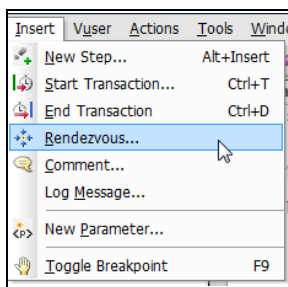 Insert Vuser Actions Tools
New Step... Alt+Insert
Start Transaction... Ctrl+T
End Transaction Ctrl+D
Rendezvous...
Comment...
Log Message...
<P> New Parameter...
Toggle Breakpoint F9